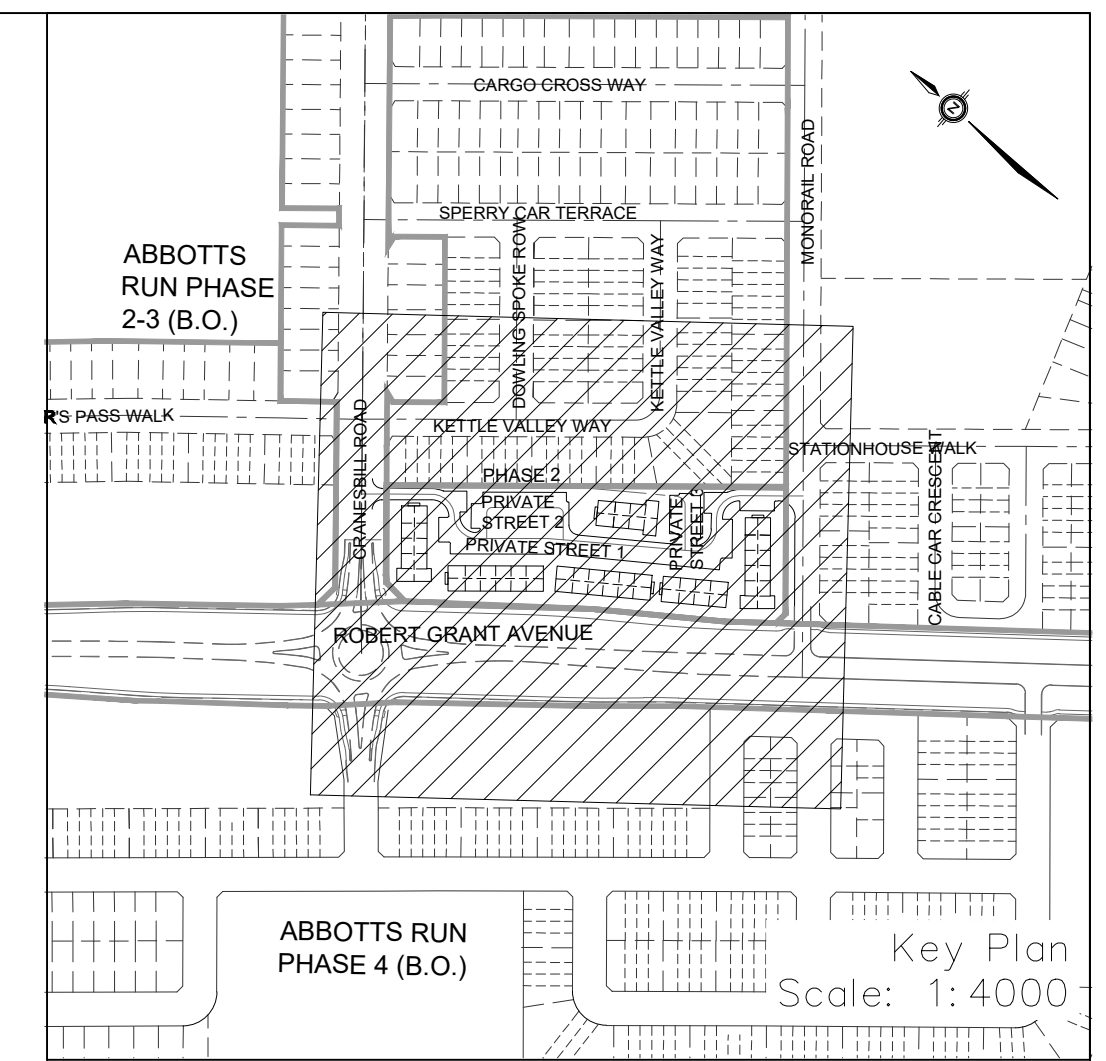 CARGO CROSS WAY
N
MONORAIL ROAD
SPERRY CAR TERRACE
DOWLING SPOKE ROW
KETTLE VALLEY WAY
ABBOTTS
RUN PHASE
2-3 (B.O.)
R'S PASS WALK
CRANESBILL ROAD
KETTLE VALLEY WAY
STATIONHOUSE WALK
CABLE CAR CRESCENT
PHASE 2
PRIVATE
STREET 2
PRIVATE
STREET 3
PRIVATE STREET 1
ROBERT GRANT AVENUE
ABBOTTS RUN
PHASE 4 (B.O.)
Key Plan
Scale: 1:4000